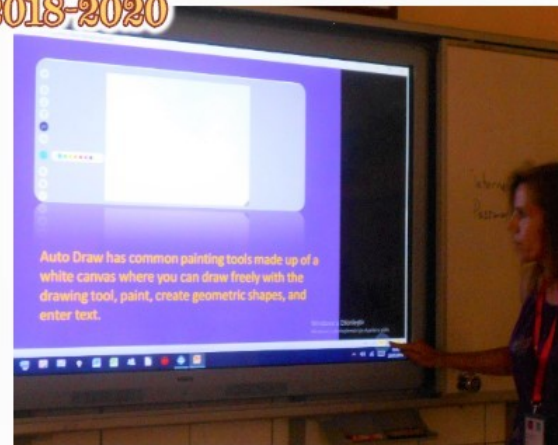 2018-2020
Auto Draw has common painting tools made up of a
white canvas where you can draw freely with the
drawing tool, paint, create geometric shapes, and
enter text.